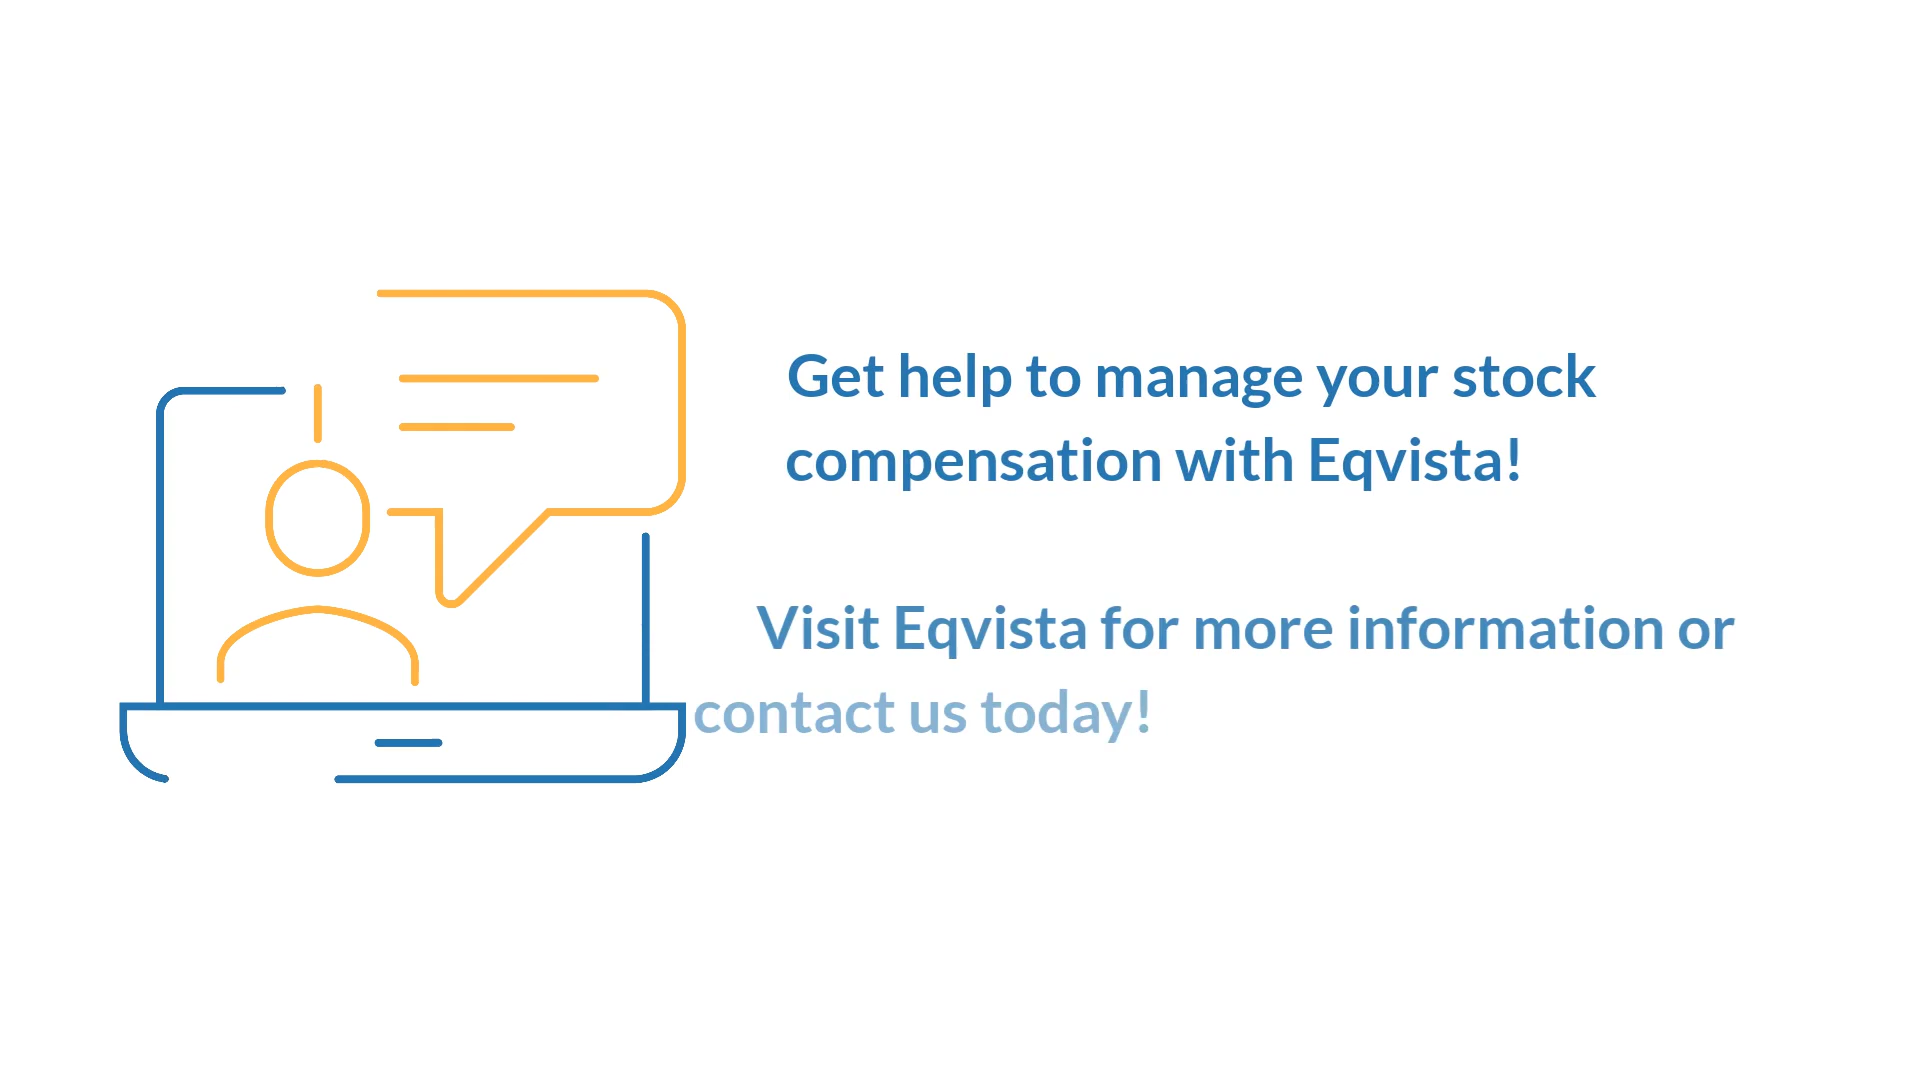 Get help to manage your stock
compensation with Eqvista!
Visit Eqvista for more information or
contact us today!